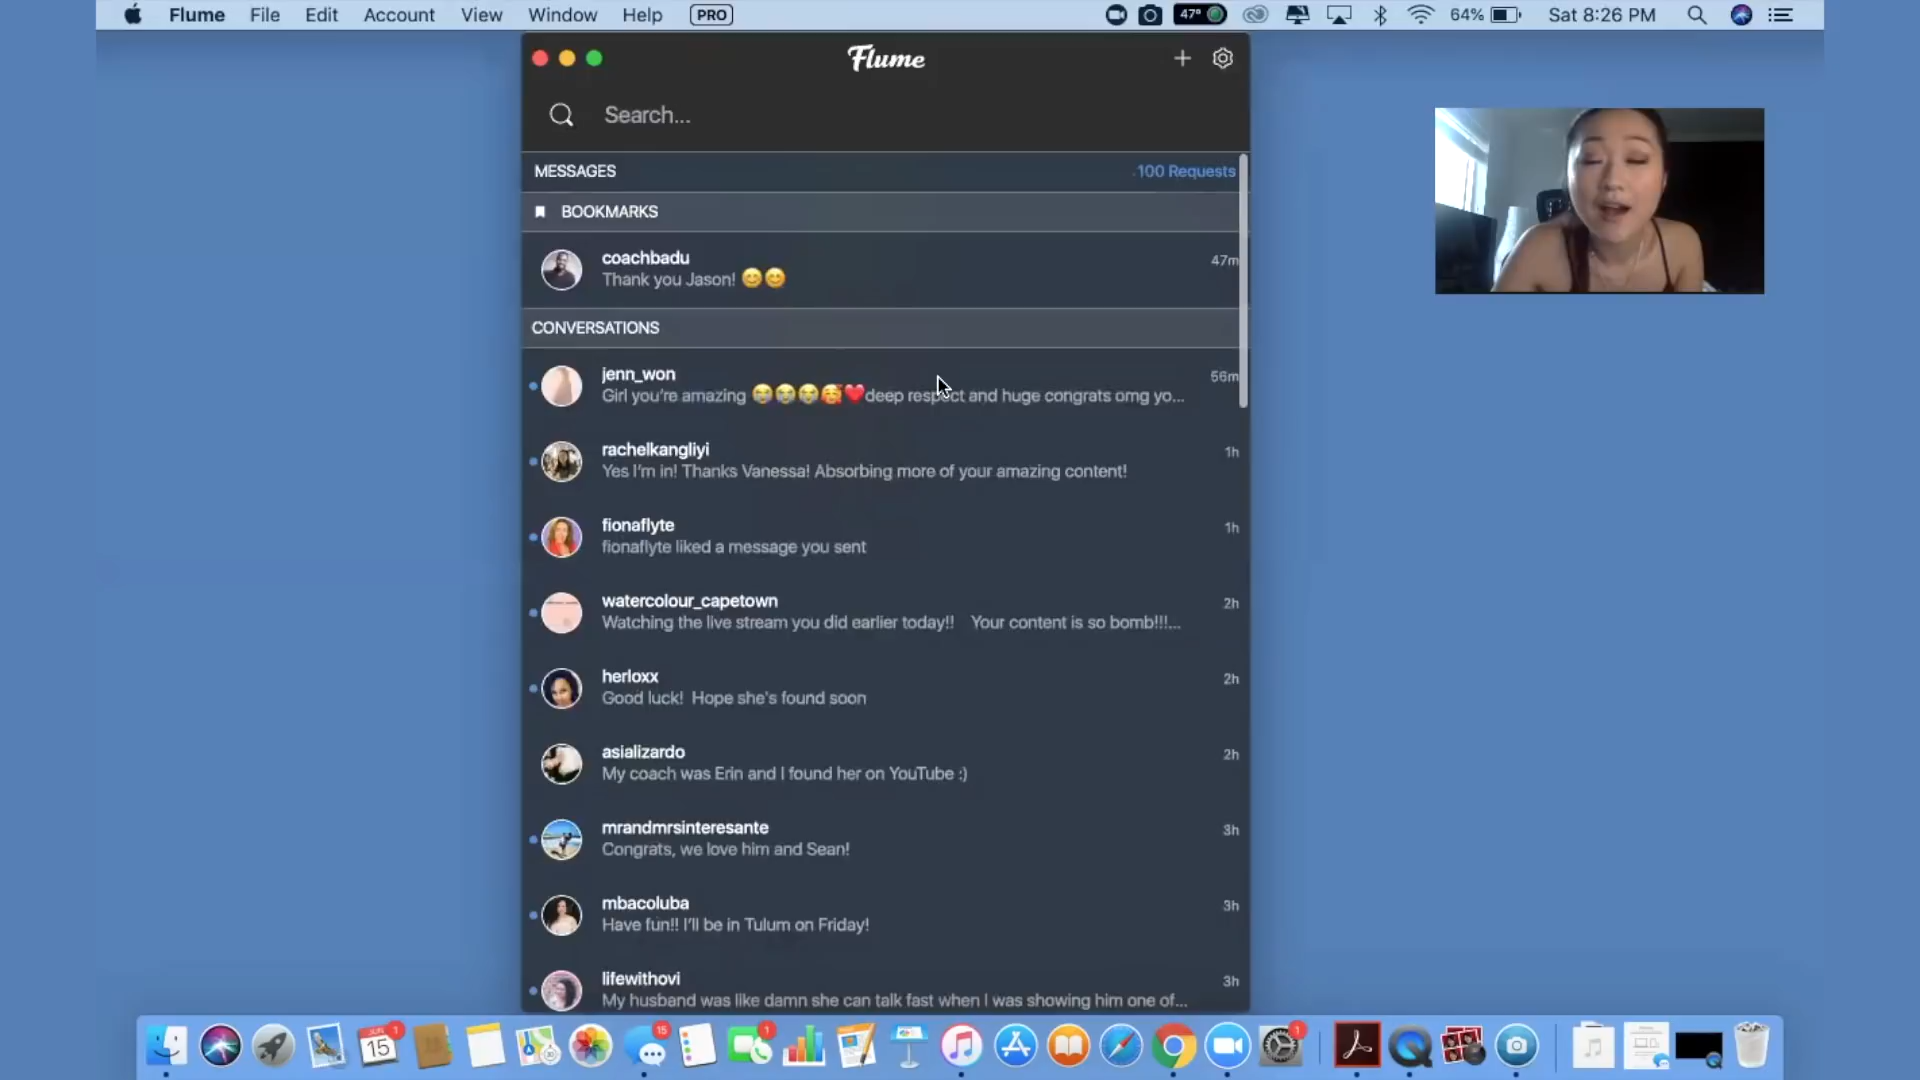 Flume File Edit Account View Window Help PRO 47° 64% Sat 8:26 PM
Flume
Search...
MESSAGES 100 Requests
BOOKMARKS
coachbadu 47m
Thank you Jason! 😊😊
CONVERSATIONS
jenn_won 56m
Girl you're amazing 😭😭😭🥰❤️deep respect and huge congrats omg yo...
rachelkangliyi 1h
Yes I'm in! Thanks Vanessa! Absorbing more of your amazing content!
fionaflyte 1h
fionaflyte liked a message you sent
watercolour_capetown 2h
Watching the live stream you did earlier today!! Your content is so bomb!!!...
herloxx 2h
Good luck! Hope she's found soon
asializardo 2h
My coach was Erin and I found her on YouTube :)
mrandmrsinteresante 3h
Congrats, we love him and Sean!
mbacoluba 3h
Have fun!! I'll be in Tulum on Friday!
lifewithovi 3h
My husband was like damn she can talk fast when I was showing him one of...
JUN 15 1 15 1 1